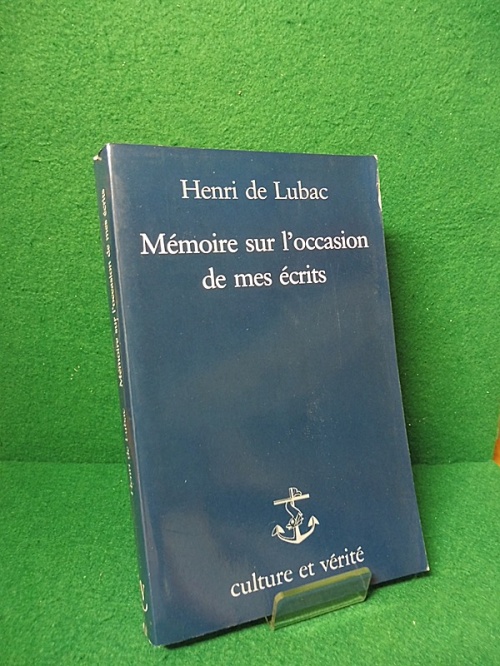 Henri de Lubac
Mémoire sur l'occasion
de mes écrits
culture et vérité
Henri de Lubac Mémoire sur l'occasion de mes écrits